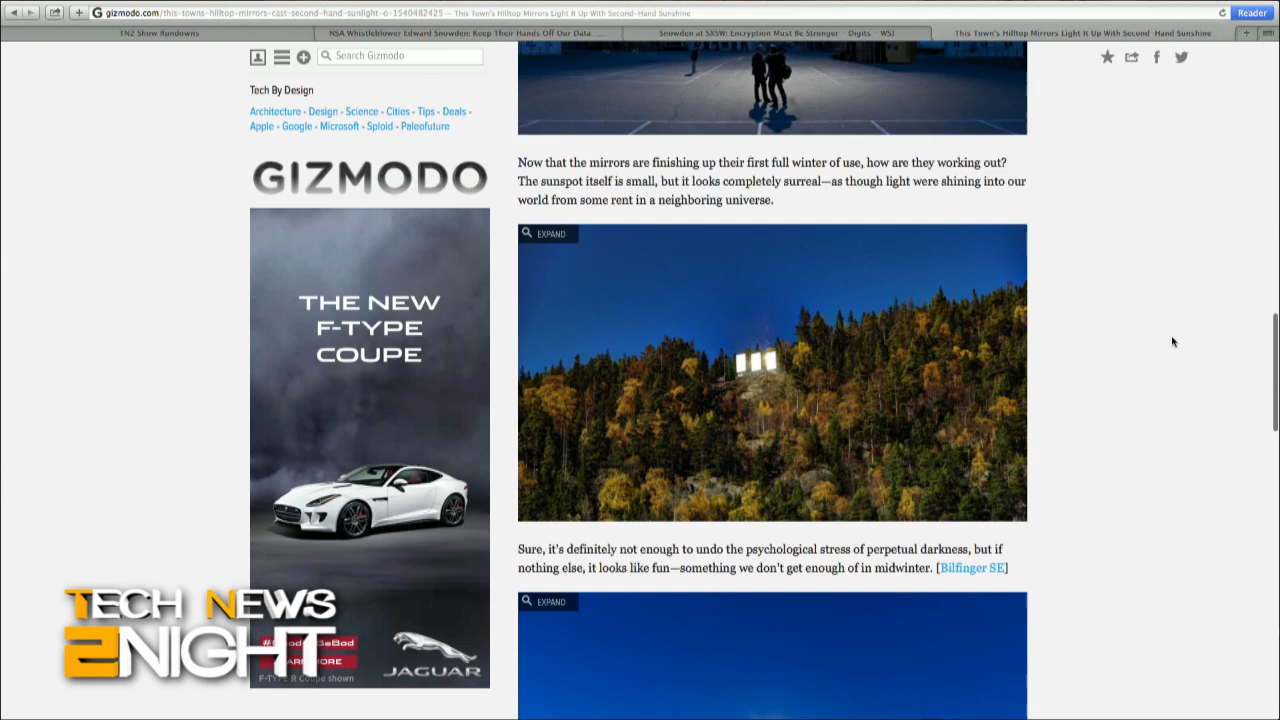 gizmodo.com/this-towns-hilltop-mirrors-cast-second-hand-sunlight-o-1540482425 — This Town's Hilltop Mirrors Light It Up With Second-Hand Sunshine
Reader
TN2 Show Rundowns
NSA Whistleblower Edward Snowden: Keep Their Hands Off Our Data ...
Snowden at SXSW: Encryption Must Be Stronger - Digits - WSJ
This Town's Hilltop Mirrors Light It Up With Second-Hand Sunshine
Search Gizmodo
Tech By Design
Architecture - Design - Science - Cities - Tips - Deals -
Apple - Google - Microsoft - Sploid - Paleofuture
GIZMODO
THE NEW
F-TYPE
COUPE
JAGUAR
F-TYPE R Coupe shown
TECH NEWS
2NIGHT
Now that the mirrors are finishing up their first full winter of use, how are they working out?
The sunspot itself is small, but it looks completely surreal—as though light were shining into our
world from some rent in a neighboring universe.
EXPAND
Sure, it's definitely not enough to undo the psychological stress of perpetual darkness, but if
nothing else, it looks like fun—something we don't get enough of in midwinter. [Bilfinger SE]
EXPAND